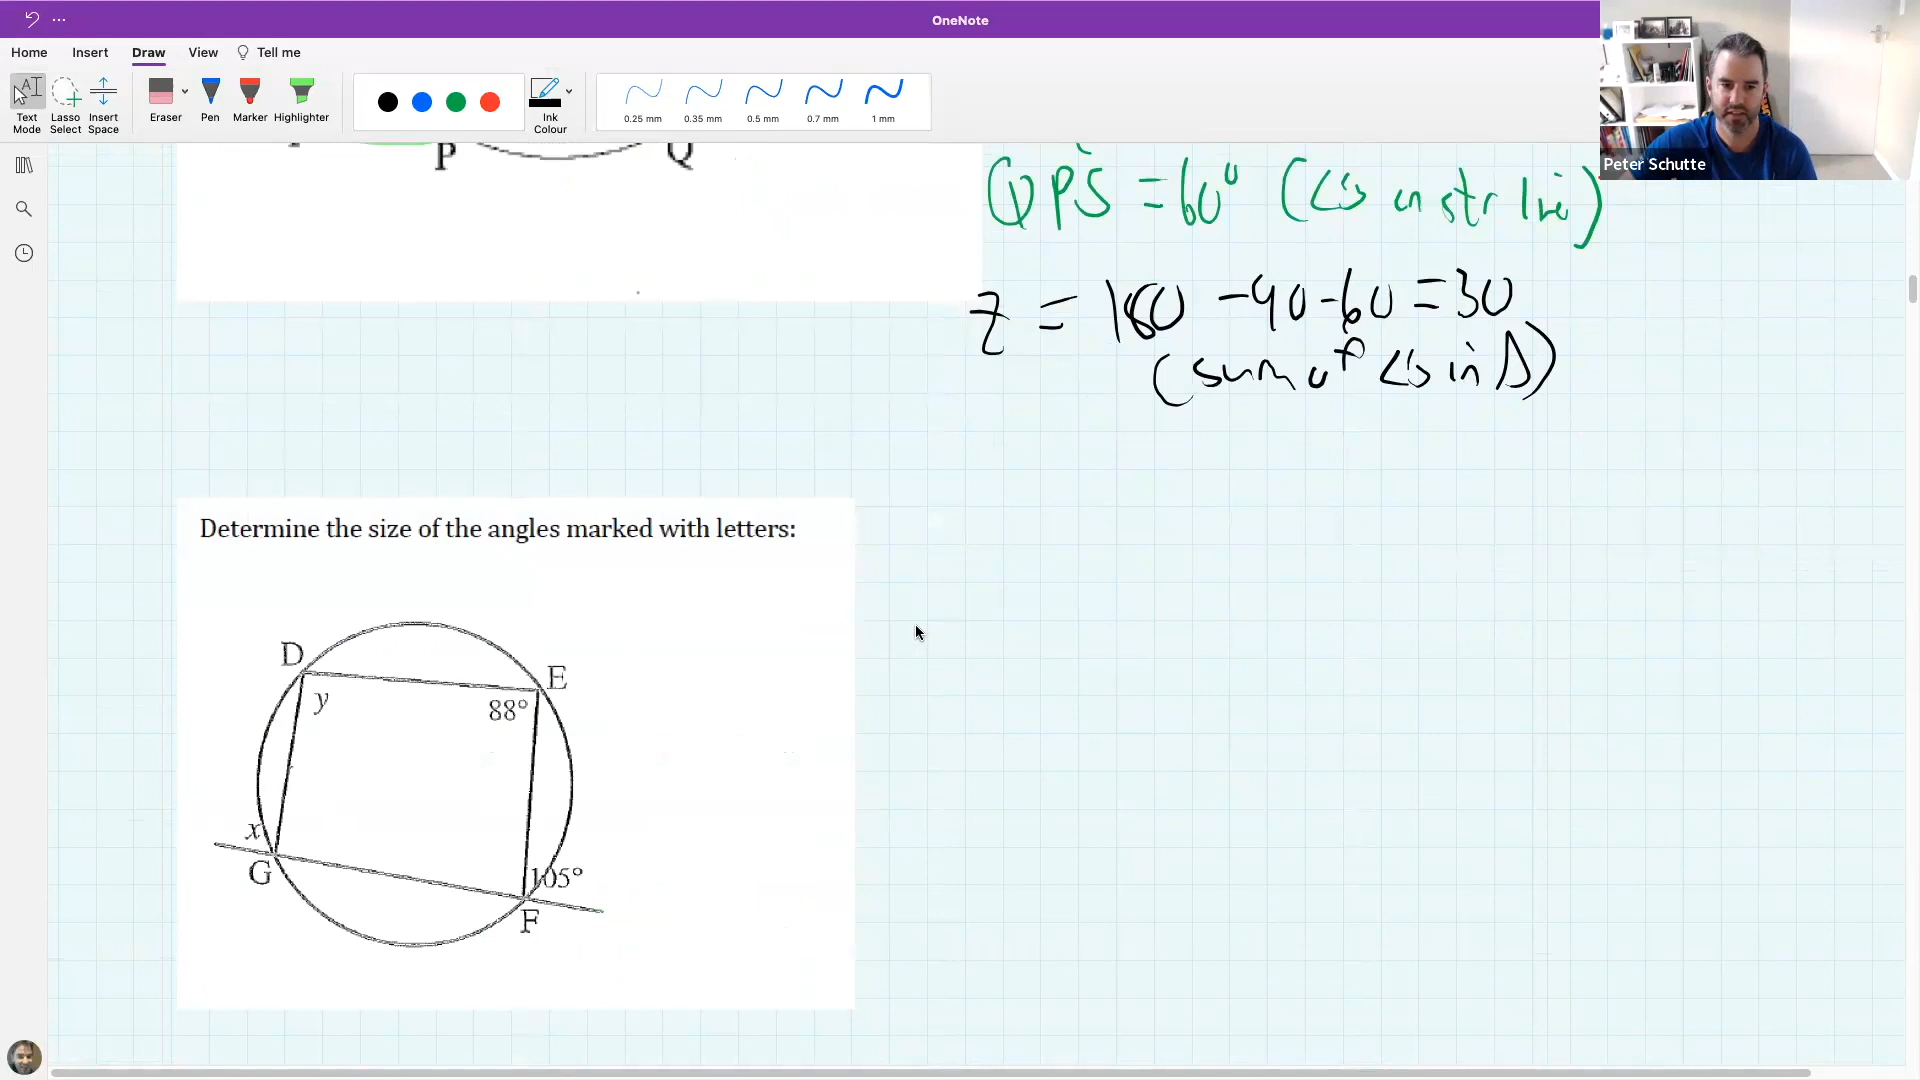 OneNote
Home Insert Draw View Tell me
Text Mode
Lasso Select
Insert Space
Eraser
Pen
Marker
Highlighter
Ink Colour
0.25 mm
0.35 mm
0.5 mm
0.7 mm
1 mm
Peter Schutte
P Q
QPS = 60° (∠s on str line)
z = 180 - 90 - 60 = 30
(sum of ∠s in Δ)
Determine the size of the angles marked with letters:
D
E
y
88°
x
G
105°
F